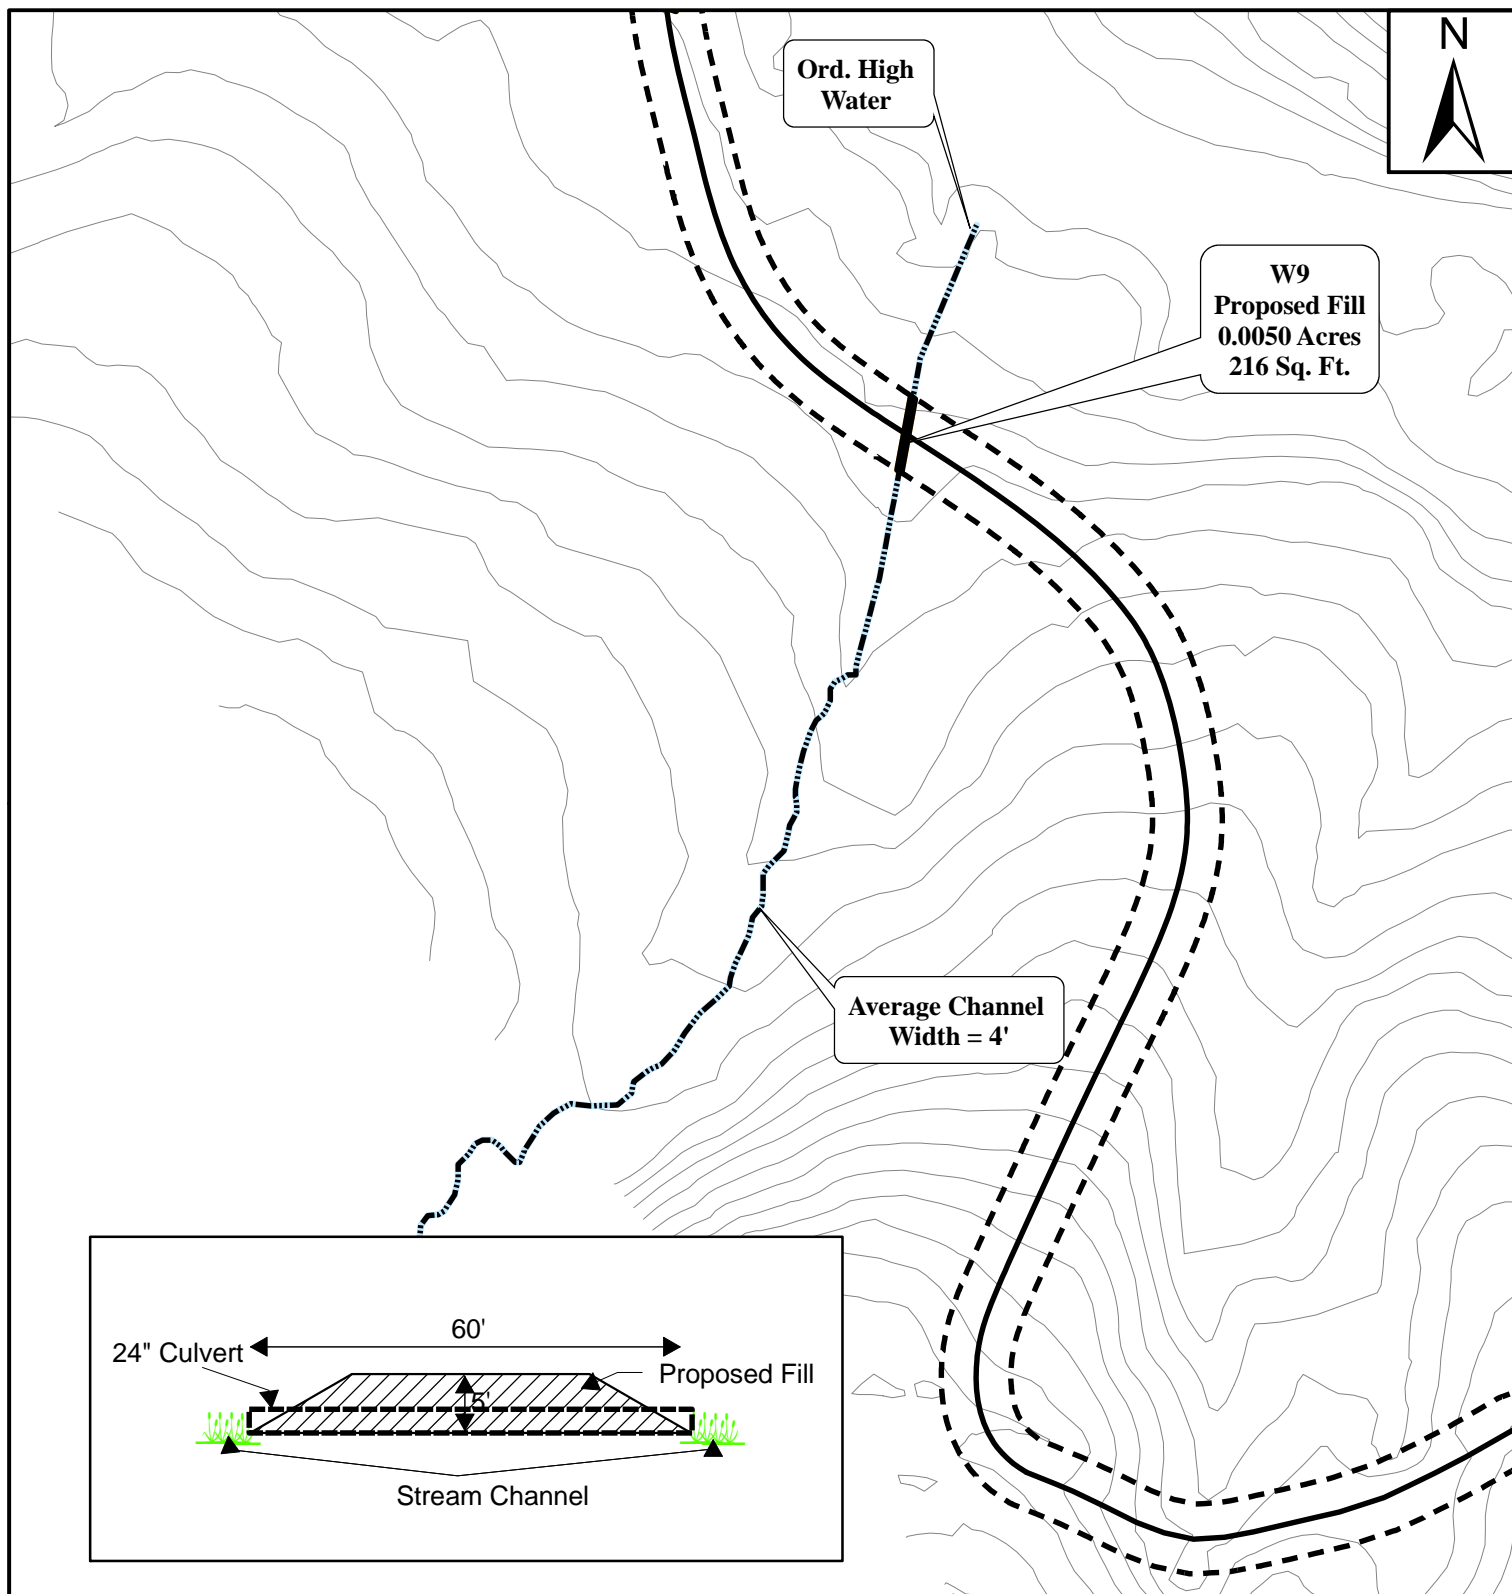 N
Ord. High
Water
W9
Proposed Fill
0.0050 Acres
216 Sq. Ft.
Average Channel
Width = 4'
60'
24" Culvert
Proposed Fill
5'
Stream Channel